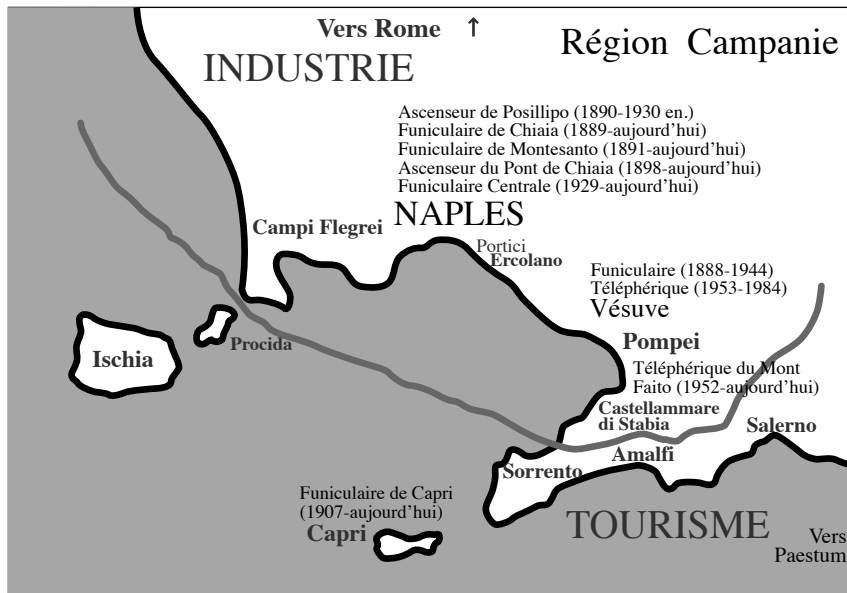 Vers Rome ↑
Région Campanie
INDUSTRIE
Ascenseur de Posillipo (1890-1930 en.)
Funiculaire de Chiaia (1889-aujourd'hui)
Funiculaire de Montesanto (1891-aujourd'hui)
Ascenseur du Pont de Chiaia (1898-aujourd'hui)
Funiculaire Centrale (1929-aujourd'hui)
NAPLES
Campi Flegrei
Portici
Ercolano
Funiculaire (1888-1944)
Téléphérique (1953-1984)
Vésuve
Pompei
Procida
Ischia
Téléphérique du Mont
Faito (1952-aujourd'hui)
Castellammare
di Stabia
Salerno
Amalfi
Sorrento
Funiculaire de Capri
(1907-aujourd'hui)
Capri
TOURISME
Vers
Paestum